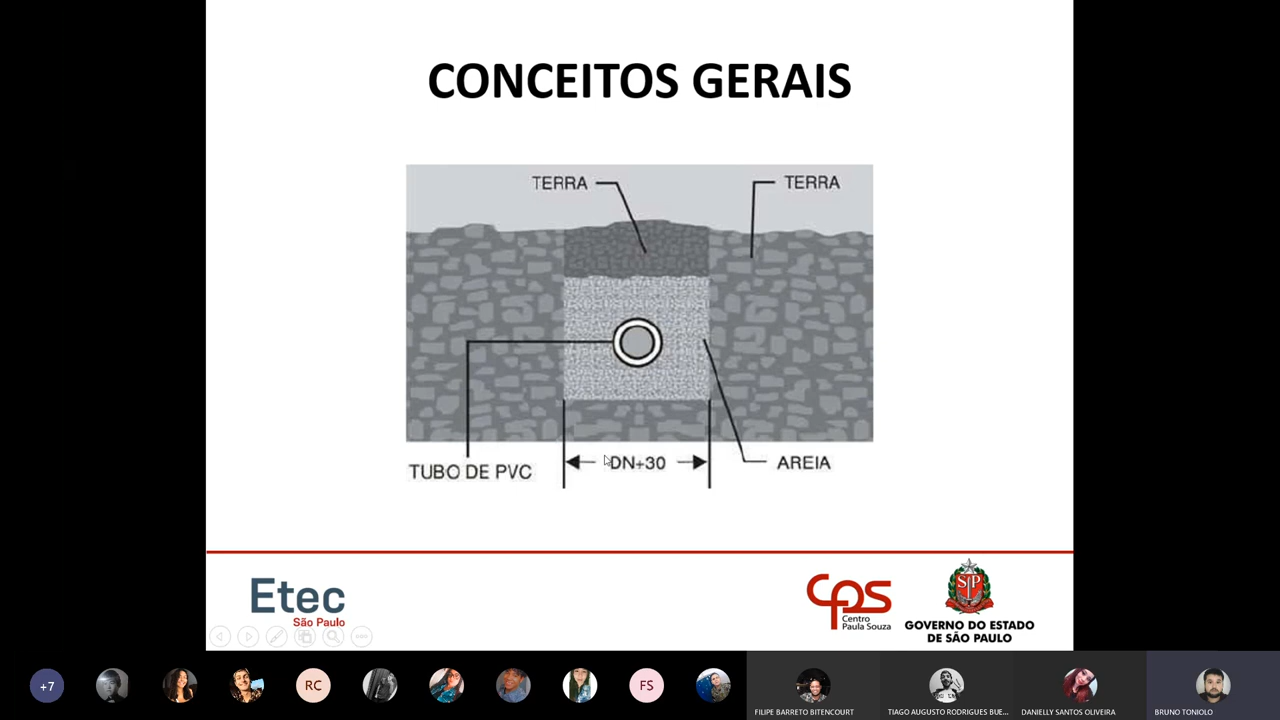 CONCEITOS GERAIS
TERRA
TERRA
TUBO DE PVC
DN+30
AREIA
Etec
São Paulo
cps
Centro
Paula Souza
SP
GOVERNO DO ESTADO
DE SÃO PAULO
+7
RC
FS
FILIPE BARRETO BITENCOURT
TIAGO AUGUSTO RODRIGUES BUE...
DANIELLY SANTOS OLIVEIRA
BRUNO TONIOLO